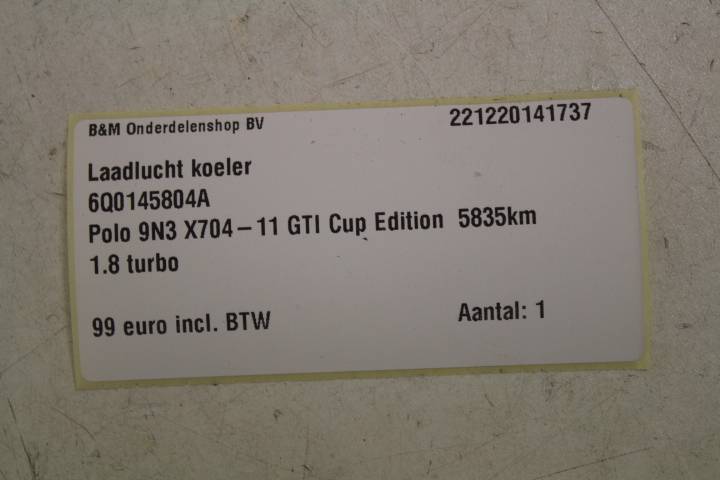 B&M Onderdelenshop BV 221220141737
Laadlucht koeler
6Q0145804A
Polo 9N3 X704-11 GTI Cup Edition 5835km
1.8 turbo
99 euro incl. BTW Aantal: 1